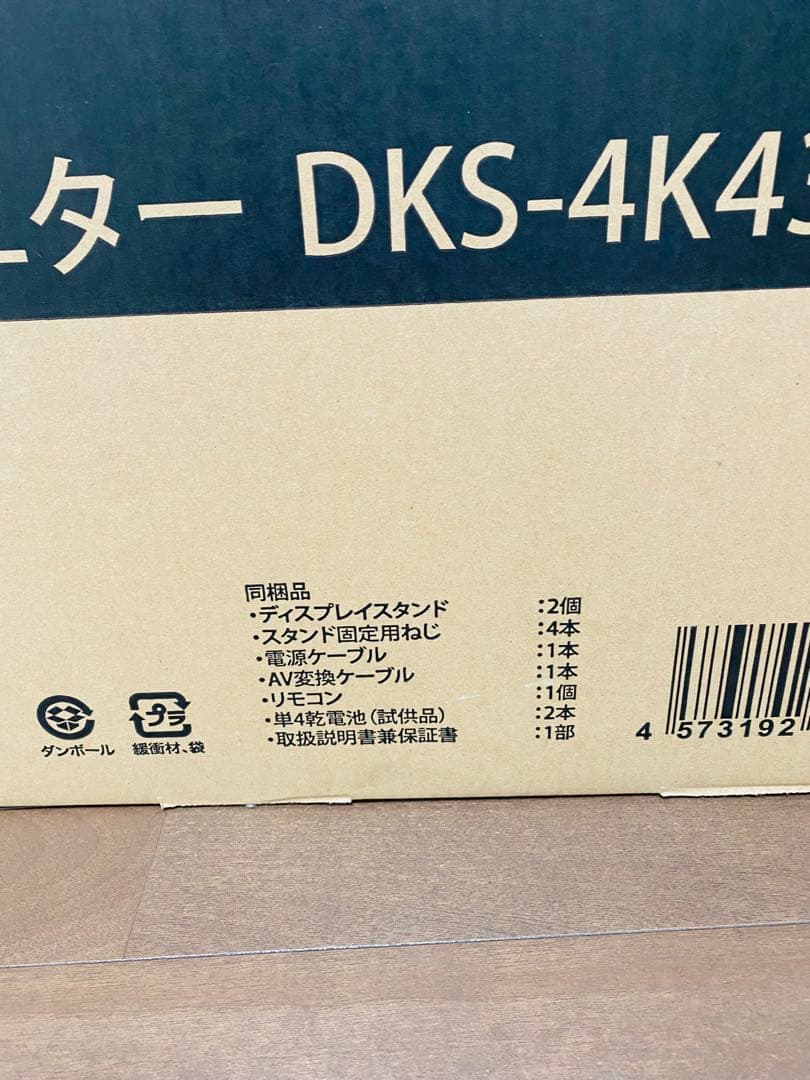 ニター DKS-4K43
同梱品
・ディスプレイスタンド :2個
・スタンド固定用ねじ :4本
・電源ケーブル :1本
・AV変換ケーブル :1本
・リモコン :1個
・単4乾電池(試供品) :2本
・取扱説明書兼保証書 :1部
プラ
ダンボール 緩衝材、袋
4 573192